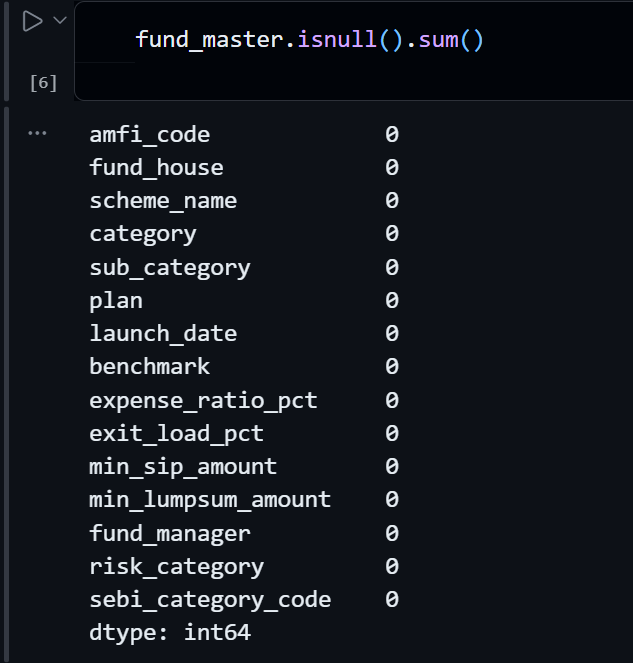 fund_master.isnull().sum()
[6]
...
amfi_code 0
fund_house 0
scheme_name 0
category 0
sub_category 0
plan 0
launch_date 0
benchmark 0
expense_ratio_pct 0
exit_load_pct 0
min_sip_amount 0
min_lumpsum_amount 0
fund_manager 0
risk_category 0
sebi_category_code 0
dtype: int64